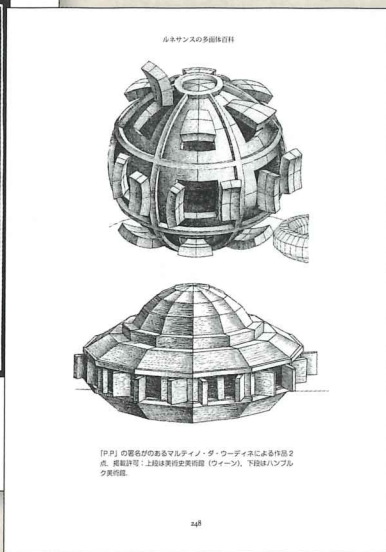 ルネサンスの多面体百科
「P.P」の署名がのあるマルティノ・ダ・ウーディネによる作品2
点．掲載許可：上段は美術史美術館（ウィーン），下段はハンブル
ク美術館．
248